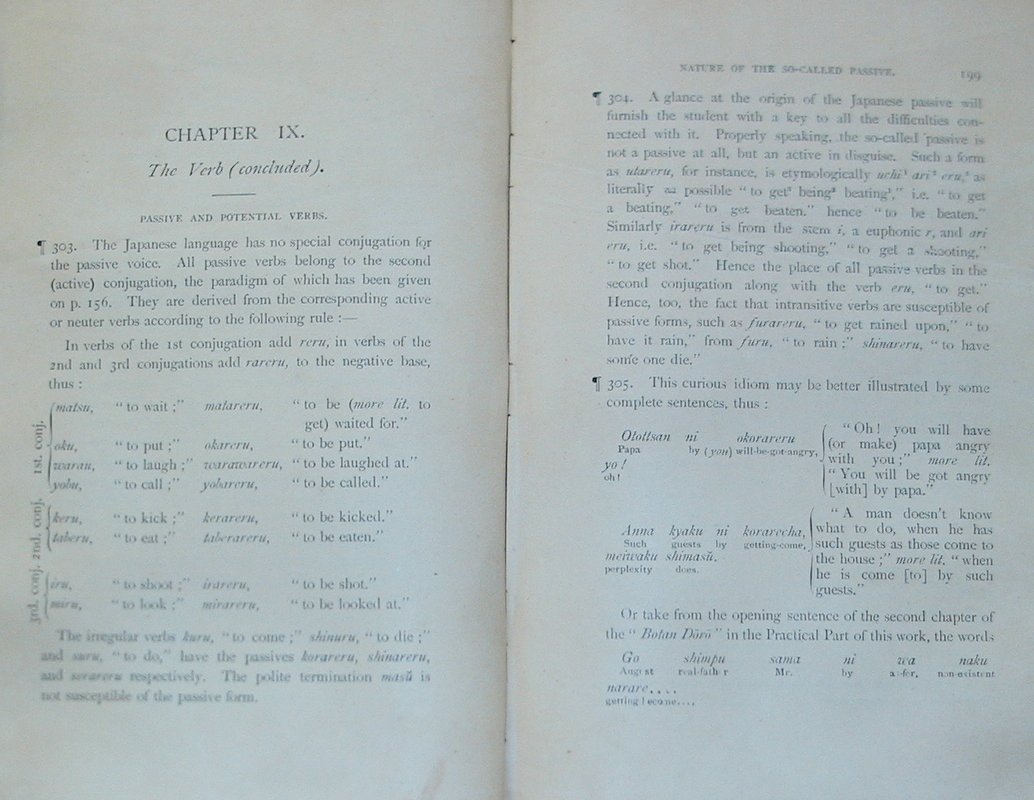 CHAPTER IX.
The Verb (concluded).
PASSIVE AND POTENTIAL VERBS.
¶ 303. The Japanese language has no special conjugation for
the passive voice. All passive verbs belong to the second
(active) conjugation, the paradigm of which has been given
on p. 156. They are derived from the corresponding active
or neuter verbs according to the following rule :—
In verbs of the 1st conjugation add reru, in verbs of the
2nd and 3rd conjugations add rareru, to the negative base,
thus :
1st. conj.
matsu, "to wait ;" matareru, "to be (more lit. to
get) waited for."
oku, "to put ;" okareru, "to be put."
warau, "to laugh ;" warawareru, "to be laughed at."
yobu, "to call ;" yobareru, "to be called."
2nd. conj.
keru, "to kick ;" kerareru, "to be kicked."
taberu, "to eat ;" taberareru, "to be eaten."
3rd. conj.
iru, "to shoot ;" irareru, "to be shot."
miru, "to look ;" mirareru, "to be looked at."
The irregular verbs kuru, "to come ;" shinuru, "to die ;"
and suru, "to do," have the passives korareru, shinareru,
and serareru respectively. The polite termination masŭ is
not susceptible of the passive form.
NATURE OF THE SO-CALLED PASSIVE. 199
¶ 304. A glance at the origin of the Japanese passive will
furnish the student with a key to all the difficulties con-
nected with it. Properly speaking, the so-called passive is
not a passive at all, but an active in disguise. Such a form
as utareru, for instance, is etymologically uchi¹ ari² eru,³ as
literally as possible "to get³ being² beating¹," i.e. "to get
a beating," "to get beaten." hence "to be beaten."
Similarly irareru is from the stem i, a euphonic r, and ari
eru, i.e. "to get being shooting," "to get a shooting,"
"to get shot." Hence the place of all passive verbs in the
second conjugation along with the verb eru, "to get."
Hence, too, the fact that intransitive verbs are susceptible of
passive forms, such as furareru, "to get rained upon," "to
have it rain," from furu, "to rain ;" shinareru, "to have
some one die."
¶ 305. This curious idiom may be better illustrated by some
complete sentences, thus :
Otottsan ni okorareru
Papa by (you) will-be-got-angry,
yo !
oh !
"Oh! you will have
(or make) papa angry
with you ;" more lit.
"You will be got angry
[with] by papa."
Anna kyaku ni korarecha,
Such guests by getting-come,
meiwaku shimasŭ.
perplexity does.
"A man doesn't know
what to do, when he has
such guests as those come to
the house ;" more lit. "when
he is come [to] by such
guests."
Or take from the opening sentence of the second chapter of
the "Botan Dōrō" in the Practical Part of this work, the words
Go shimpu sama ni wa naku
August real-father Mr. by as-for, non-existent
narare....
getting-become....